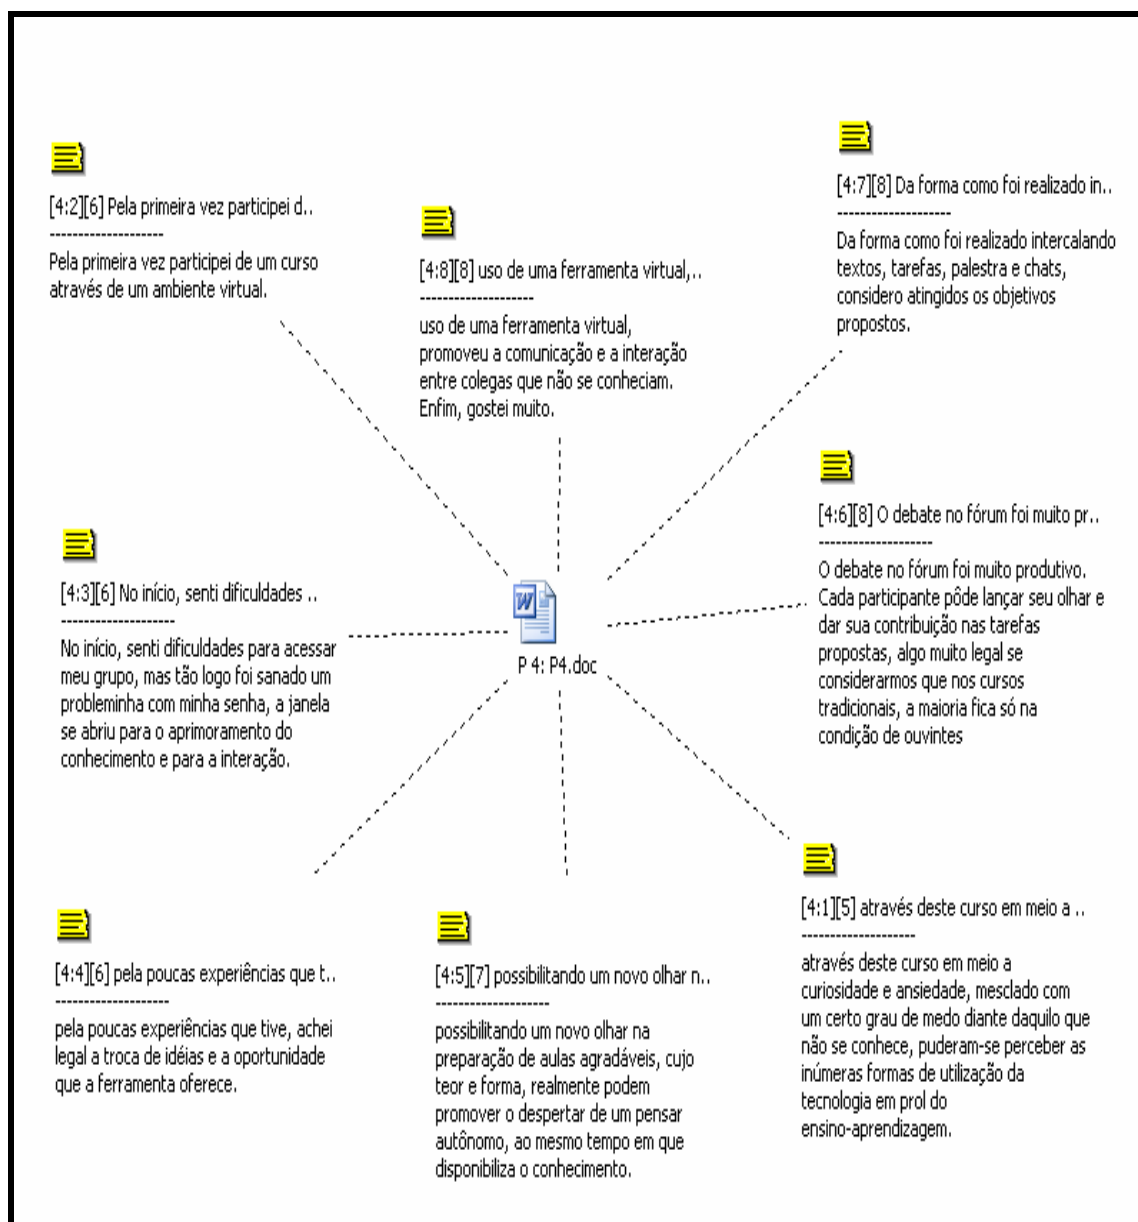 [4:2][6] Pela primeira vez participei d..
--------------------
Pela primeira vez participei de um curso
através de um ambiente virtual.
[4:8][8] uso de uma ferramenta virtual,..
--------------------
uso de uma ferramenta virtual,
promoveu a comunicação e a interação
entre colegas que não se conheciam.
Enfim, gostei muito.
[4:7][8] Da forma como foi realizado in..
--------------------
Da forma como foi realizado intercalando
textos, tarefas, palestra e chats,
considero atingidos os objetivos
propostos.
[4:3][6] No início, senti dificuldades ..
--------------------
No início, senti dificuldades para acessar
meu grupo, mas tão logo foi sanado um
probleminha com minha senha, a janela
se abriu para o aprimoramento do
conhecimento e para a interação.
P 4: P4.doc
[4:6][8] O debate no fórum foi muito pr..
--------------------
O debate no fórum foi muito produtivo.
Cada participante pôde lançar seu olhar e
dar sua contribuição nas tarefas
propostas, algo muito legal se
considerarmos que nos cursos
tradicionais, a maioria fica só na
condição de ouvintes
[4:4][6] pela poucas experiências que t..
--------------------
pela poucas experiências que tive, achei
legal a troca de idéias e a oportunidade
que a ferramenta oferece.
[4:5][7] possibilitando um novo olhar n..
--------------------
possibilitando um novo olhar na
preparação de aulas agradáveis, cujo
teor e forma, realmente podem
promover o despertar de um pensar
autônomo, ao mesmo tempo em que
disponibiliza o conhecimento.
[4:1][5] através deste curso em meio a ..
--------------------
através deste curso em meio a
curiosidade e ansiedade, mesclado com
um certo grau de medo diante daquilo que
não se conhece, puderam-se perceber as
inúmeras formas de utilização da
tecnologia em prol do
ensino-aprendizagem.